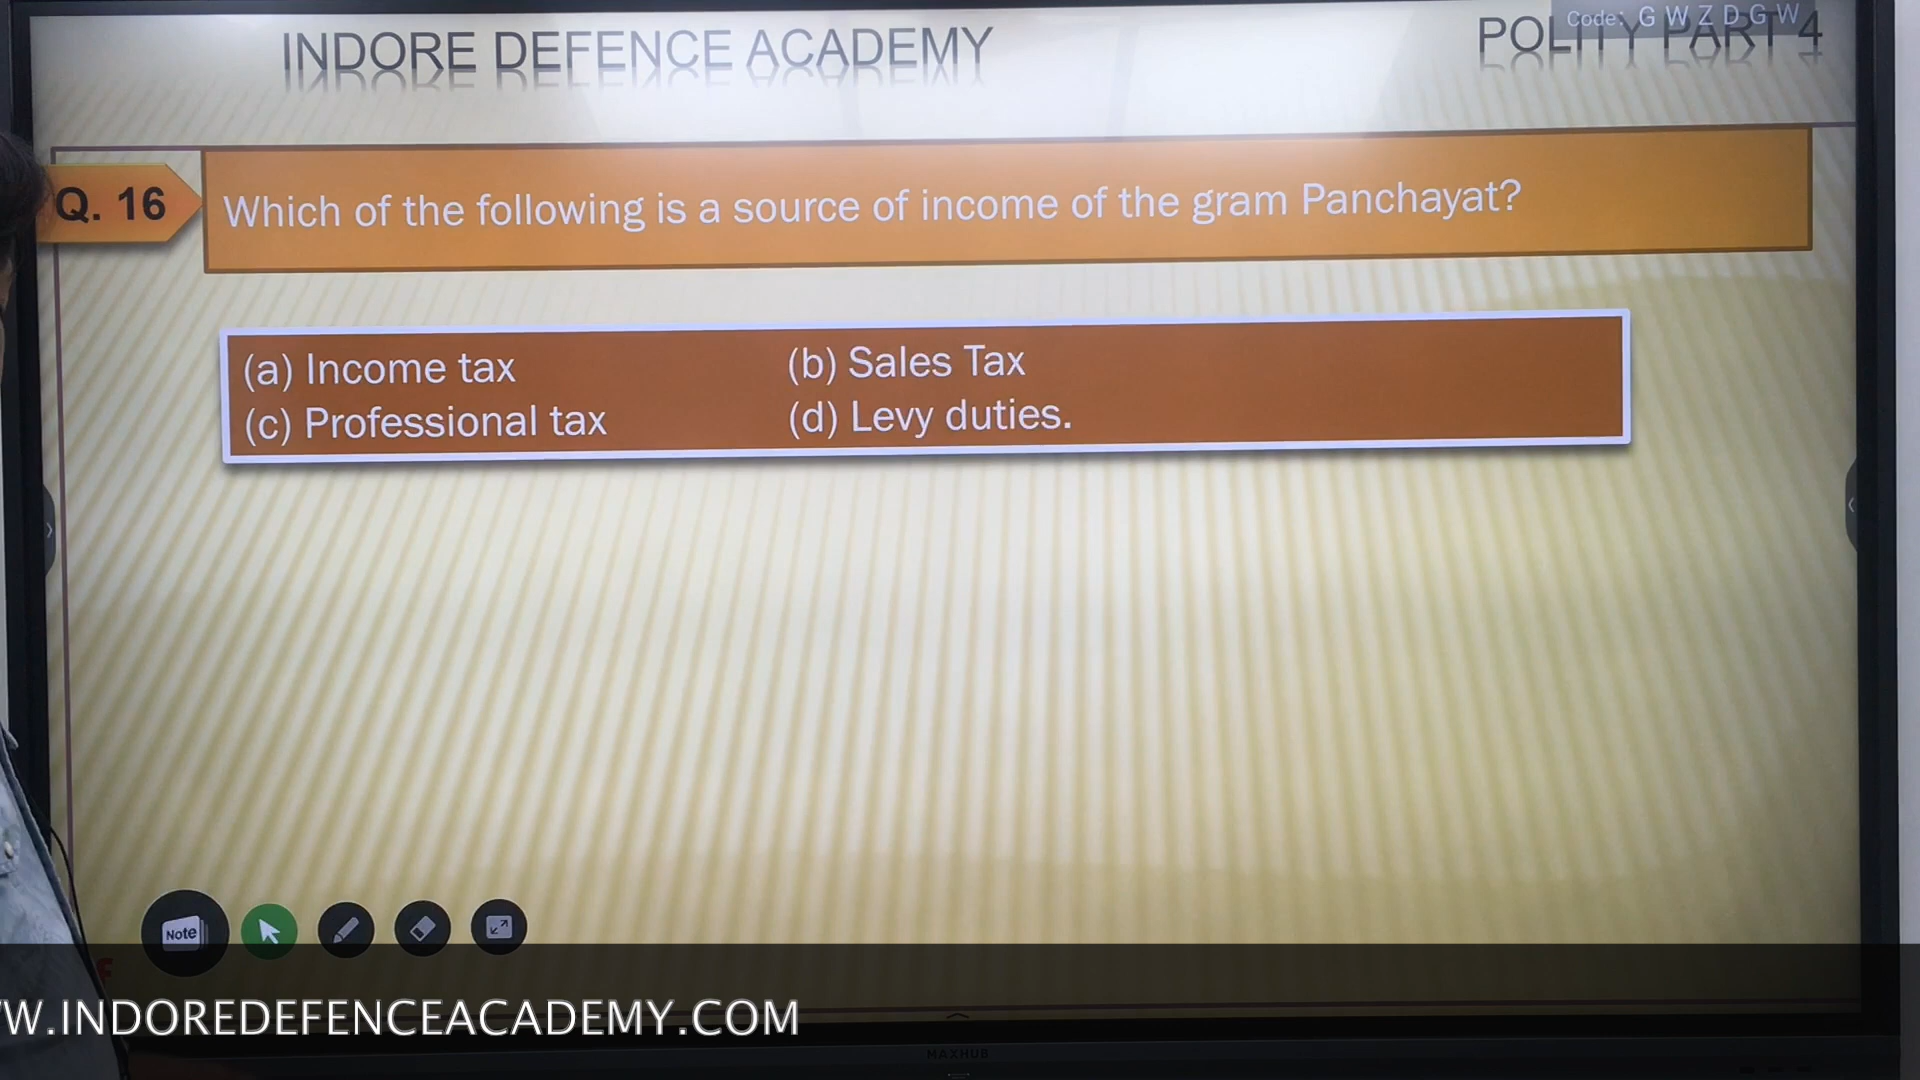 INDORE DEFENCE ACADEMY
POLITY PART 4
Code: G W Z D G W
Q. 16
Which of the following is a source of income of the gram Panchayat?
(a) Income tax
(b) Sales Tax
(c) Professional tax
(d) Levy duties.
Note
W.INDOREDEFENCEACADEMY.COM
MAXHUB